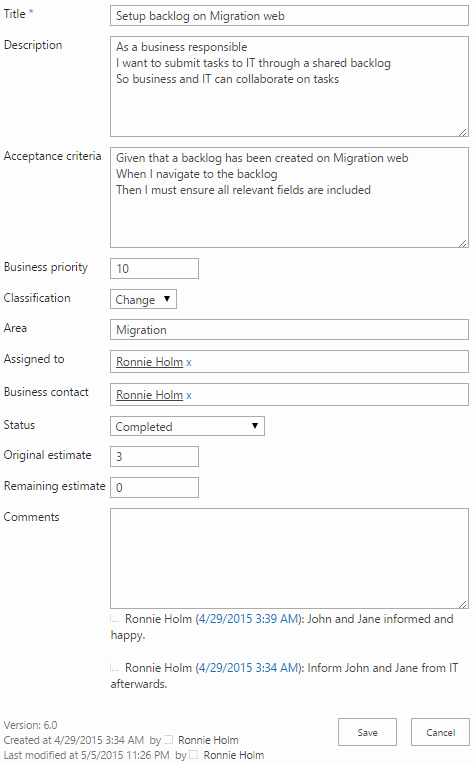 Title * Setup backlog on Migration web
Description As a business responsible
I want to submit tasks to IT through a shared backlog
So business and IT can collaborate on tasks
Acceptance criteria Given that a backlog has been created on Migration web
When I navigate to the backlog
Then I must ensure all relevant fields are included
Business priority 10
Classification Change
Area Migration
Assigned to Ronnie Holm x
Business contact Ronnie Holm x
Status Completed
Original estimate 3
Remaining estimate 0
Comments
Ronnie Holm (4/29/2015 3:39 AM): John and Jane informed and
happy.
Ronnie Holm (4/29/2015 3:34 AM): Inform John and Jane from IT
afterwards.
Version: 6.0
Created at 4/29/2015 3:34 AM by Ronnie Holm
Last modified at 5/5/2015 11:26 PM by Ronnie Holm
Save Cancel